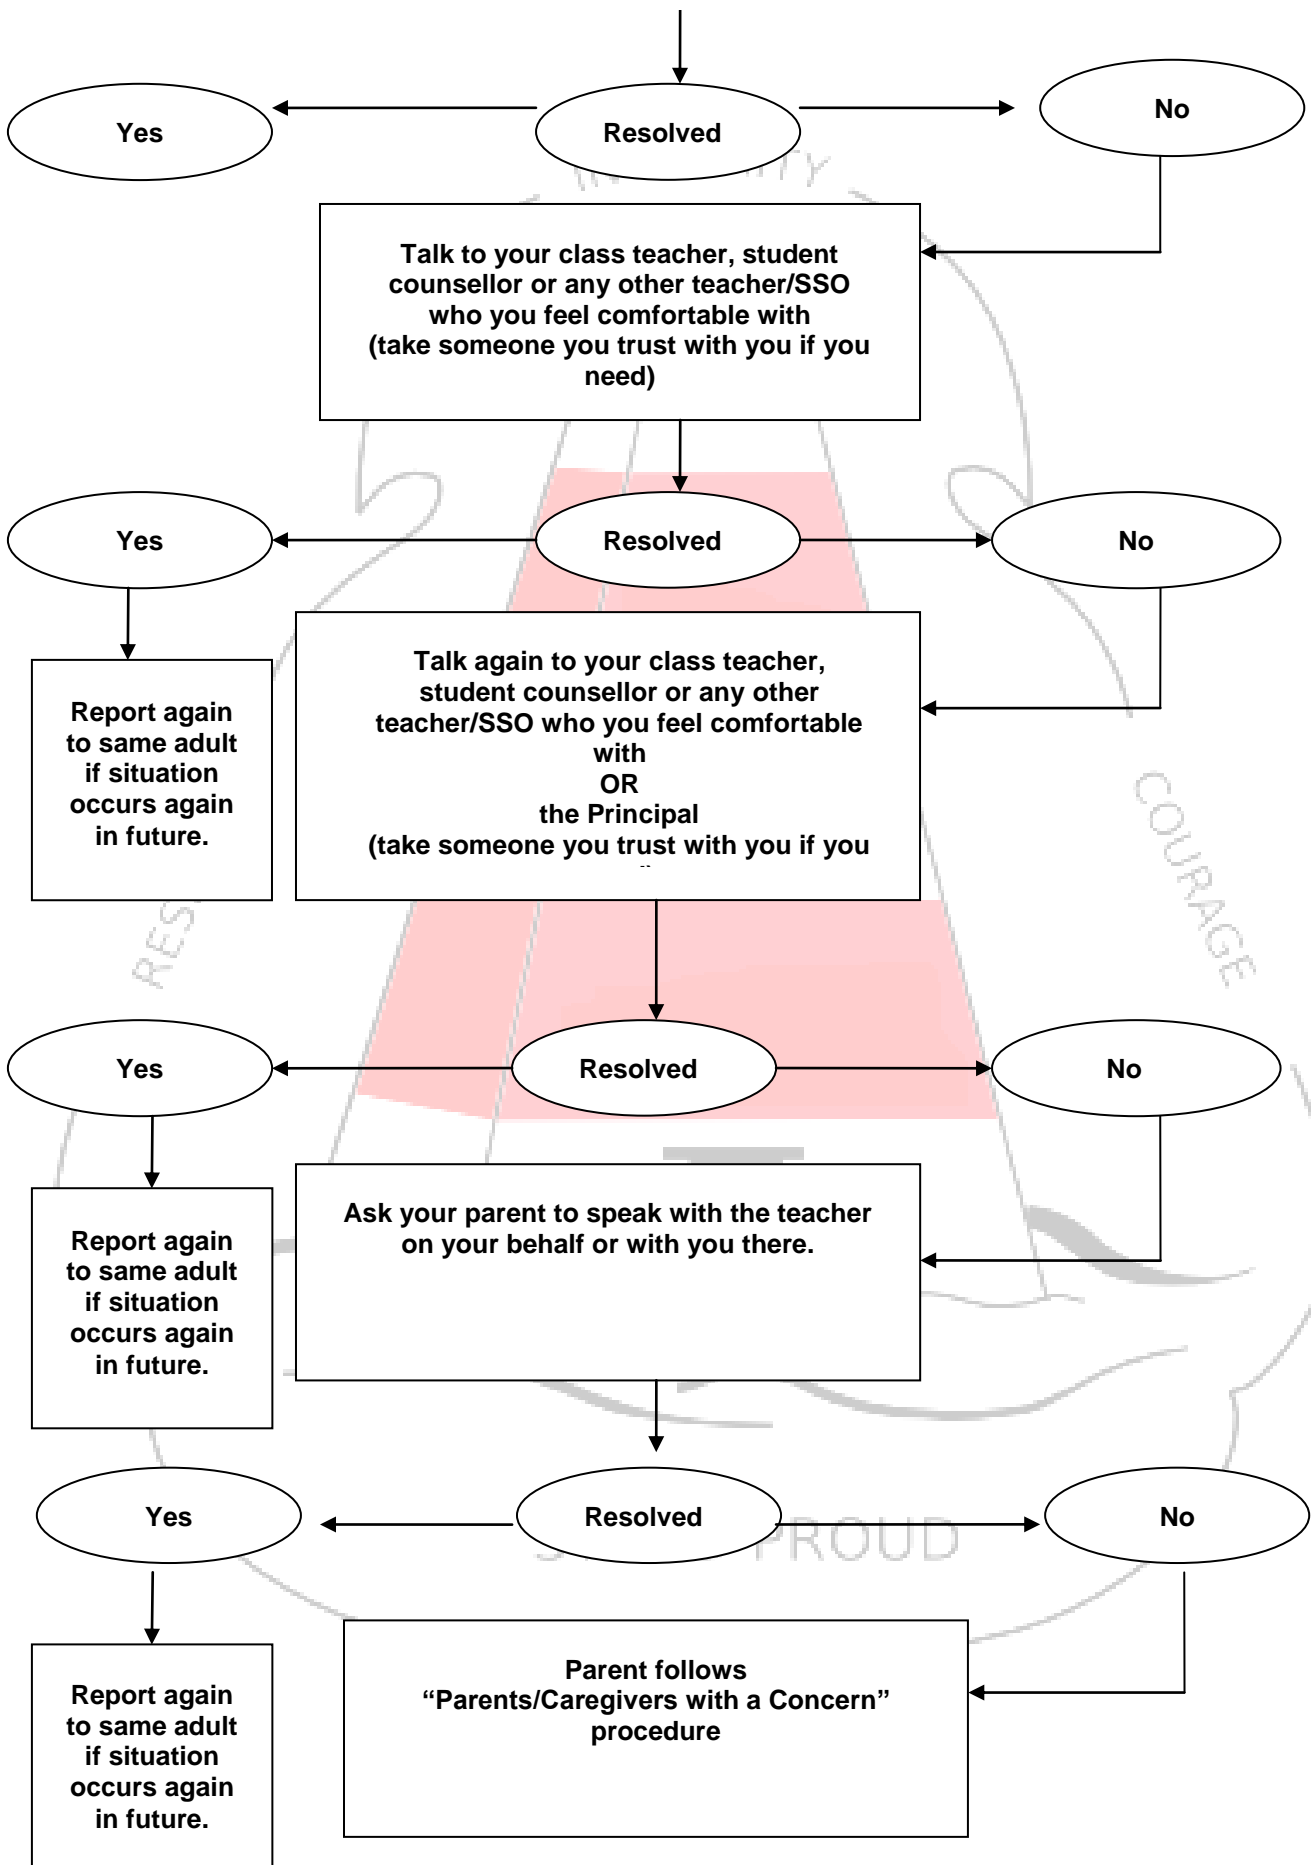 Yes
Resolved
No
Talk to your class teacher, student
counsellor or any other teacher/SSO
who you feel comfortable with
(take someone you trust with you if you
need)
Yes
Resolved
No
Report again
to same adult
if situation
occurs again
in future.
Talk again to your class teacher,
student counsellor or any other
teacher/SSO who you feel comfortable
with
OR
the Principal
(take someone you trust with you if you
COURAGE
Yes
Resolved
No
Report again
to same adult
if situation
occurs again
in future.
Ask your parent to speak with the teacher
on your behalf or with you there.
Yes
Resolved
No
PROUD
Report again
to same adult
if situation
occurs again
in future.
Parent follows
“Parents/Caregivers with a Concern”
procedure